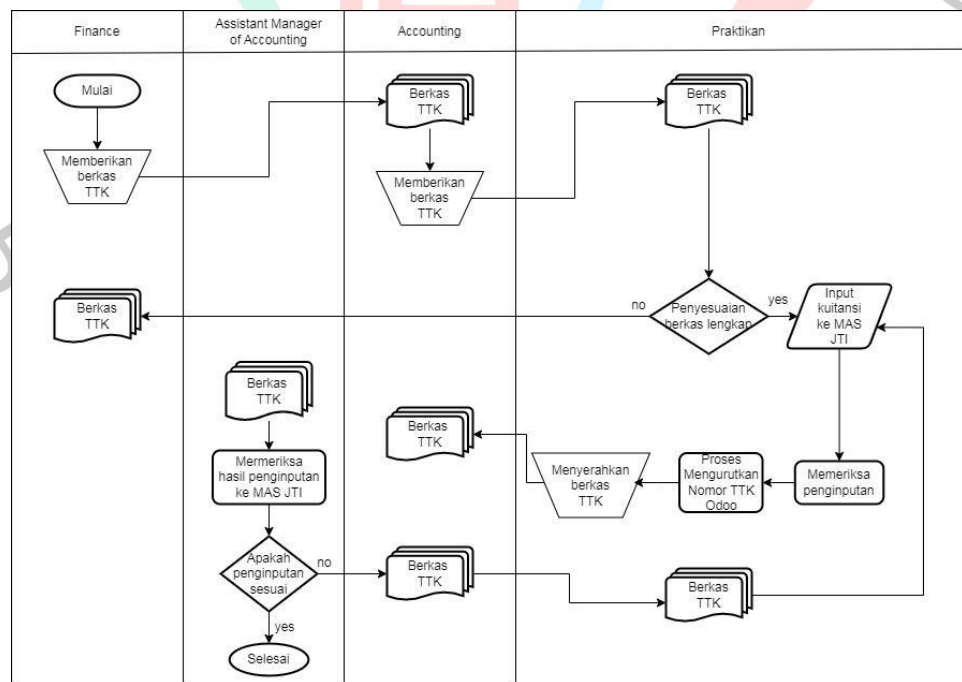 Finance
Assistant Manager
of Accounting
Accounting
Praktikan
Mulai
Berkas
TTK
Berkas
TTK
Memberikan
berkas
TTK
Memberikan
berkas
TTK
Berkas
TTK
no
Penyesuaian
berkas lengkap
yes
Input
kuitansi
ke MAS
JTI
Berkas
TTK
Berkas
TTK
Mermeriksa
hasil penginputan
ke MAS JTI
Menyerahkan
berkas
TTK
Proses
Mengurutkan
Nomor TTK
Odoo
Memeriksa
penginputan
Apakah
penginputan
sesuai
no
Berkas
TTK
Berkas
TTK
yes
Selesai